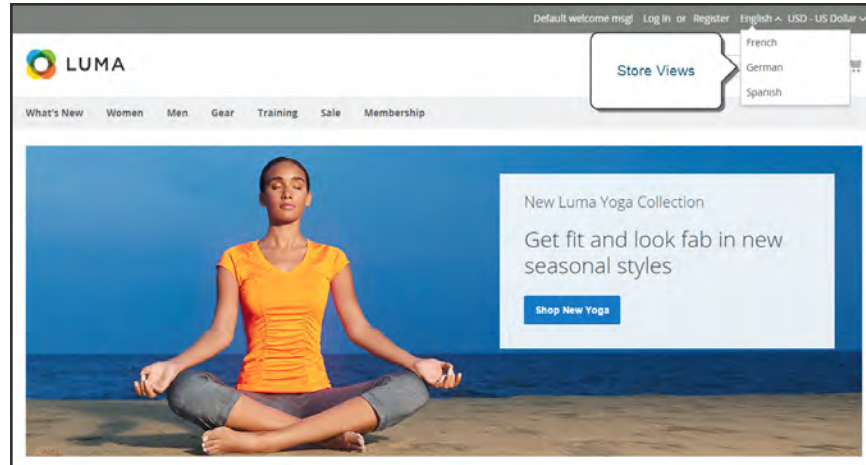 Default welcome msg! Log In or Register English USD - US Dollar
French
German
Spanish
Store Views
LUMA
What's New Women Men Gear Training Sale Membership
New Luma Yoga Collection
Get fit and look fab in new
seasonal styles
Shop New Yoga